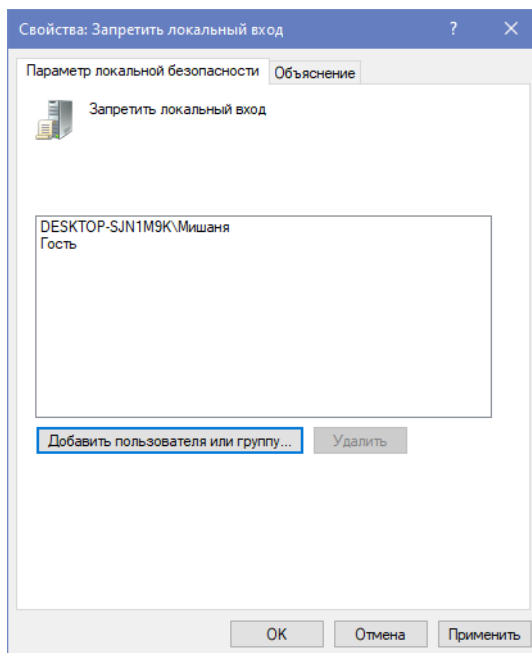 Свойства: Запретить локальный вход
?
Параметр локальной безопасности
Объяснение
Запретить локальный вход
DESKTOP-SJN1M9K\Мишаня
Гость
Добавить пользователя или группу...
Удалить
OK
Отмена
Применить